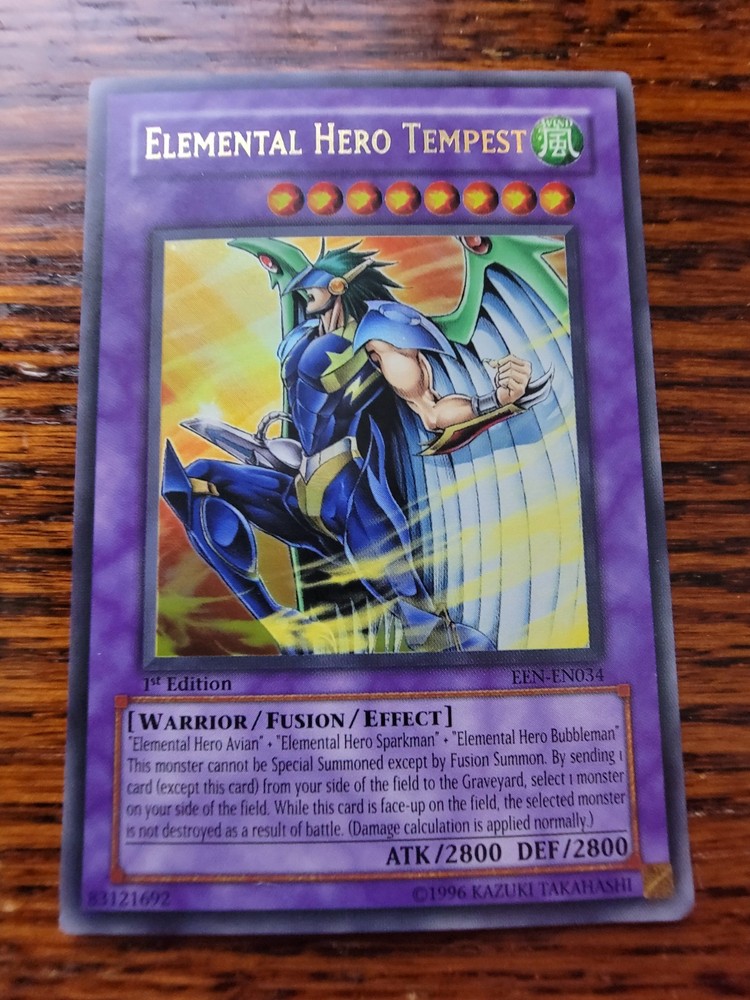 ELEMENTAL HERO TEMPEST
WIND
風
1st Edition
EEN-EN034
[WARRIOR/FUSION/EFFECT]
"Elemental Hero Avian" + "Elemental Hero Sparkman" + "Elemental Hero Bubbleman"
This monster cannot be Special Summoned except by Fusion Summon. By sending 1
card (except this card) from your side of the field to the Graveyard, select 1 monster
on your side of the field. While this card is face-up on the field, the selected monster
is not destroyed as a result of battle. (Damage calculation is applied normally.)
ATK/2800 DEF/2800
83121692
©1996 KAZUKI TAKAHASHI